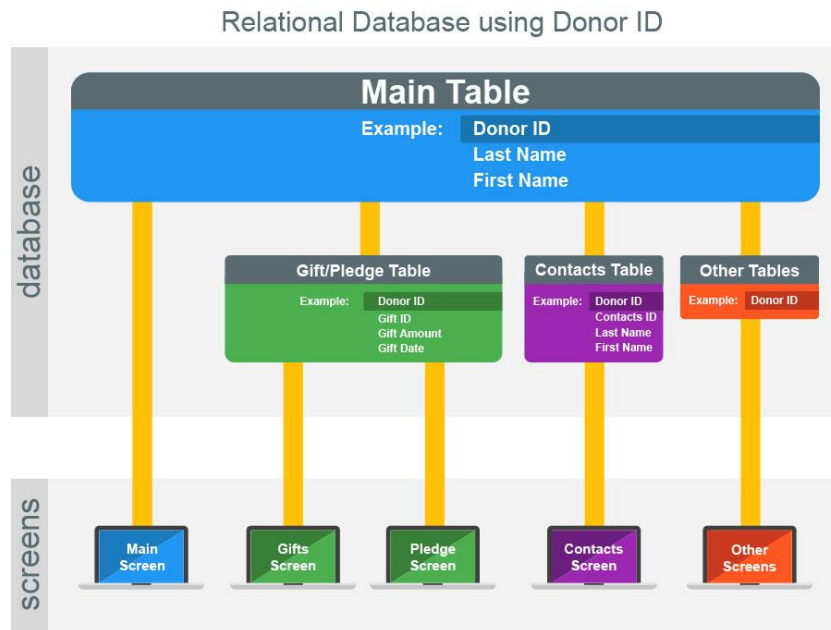 Relational Database using Donor ID
database
Main Table
Example: Donor ID
Last Name
First Name
Gift/Pledge Table
Example: Donor ID
Gift ID
Gift Amount
Gift Date
Contacts Table
Example: Donor ID
Contacts ID
Last Name
First Name
Other Tables
Example: Donor ID
screens
Main
Screen
Gifts
Screen
Pledge
Screen
Contacts
Screen
Other
Screens